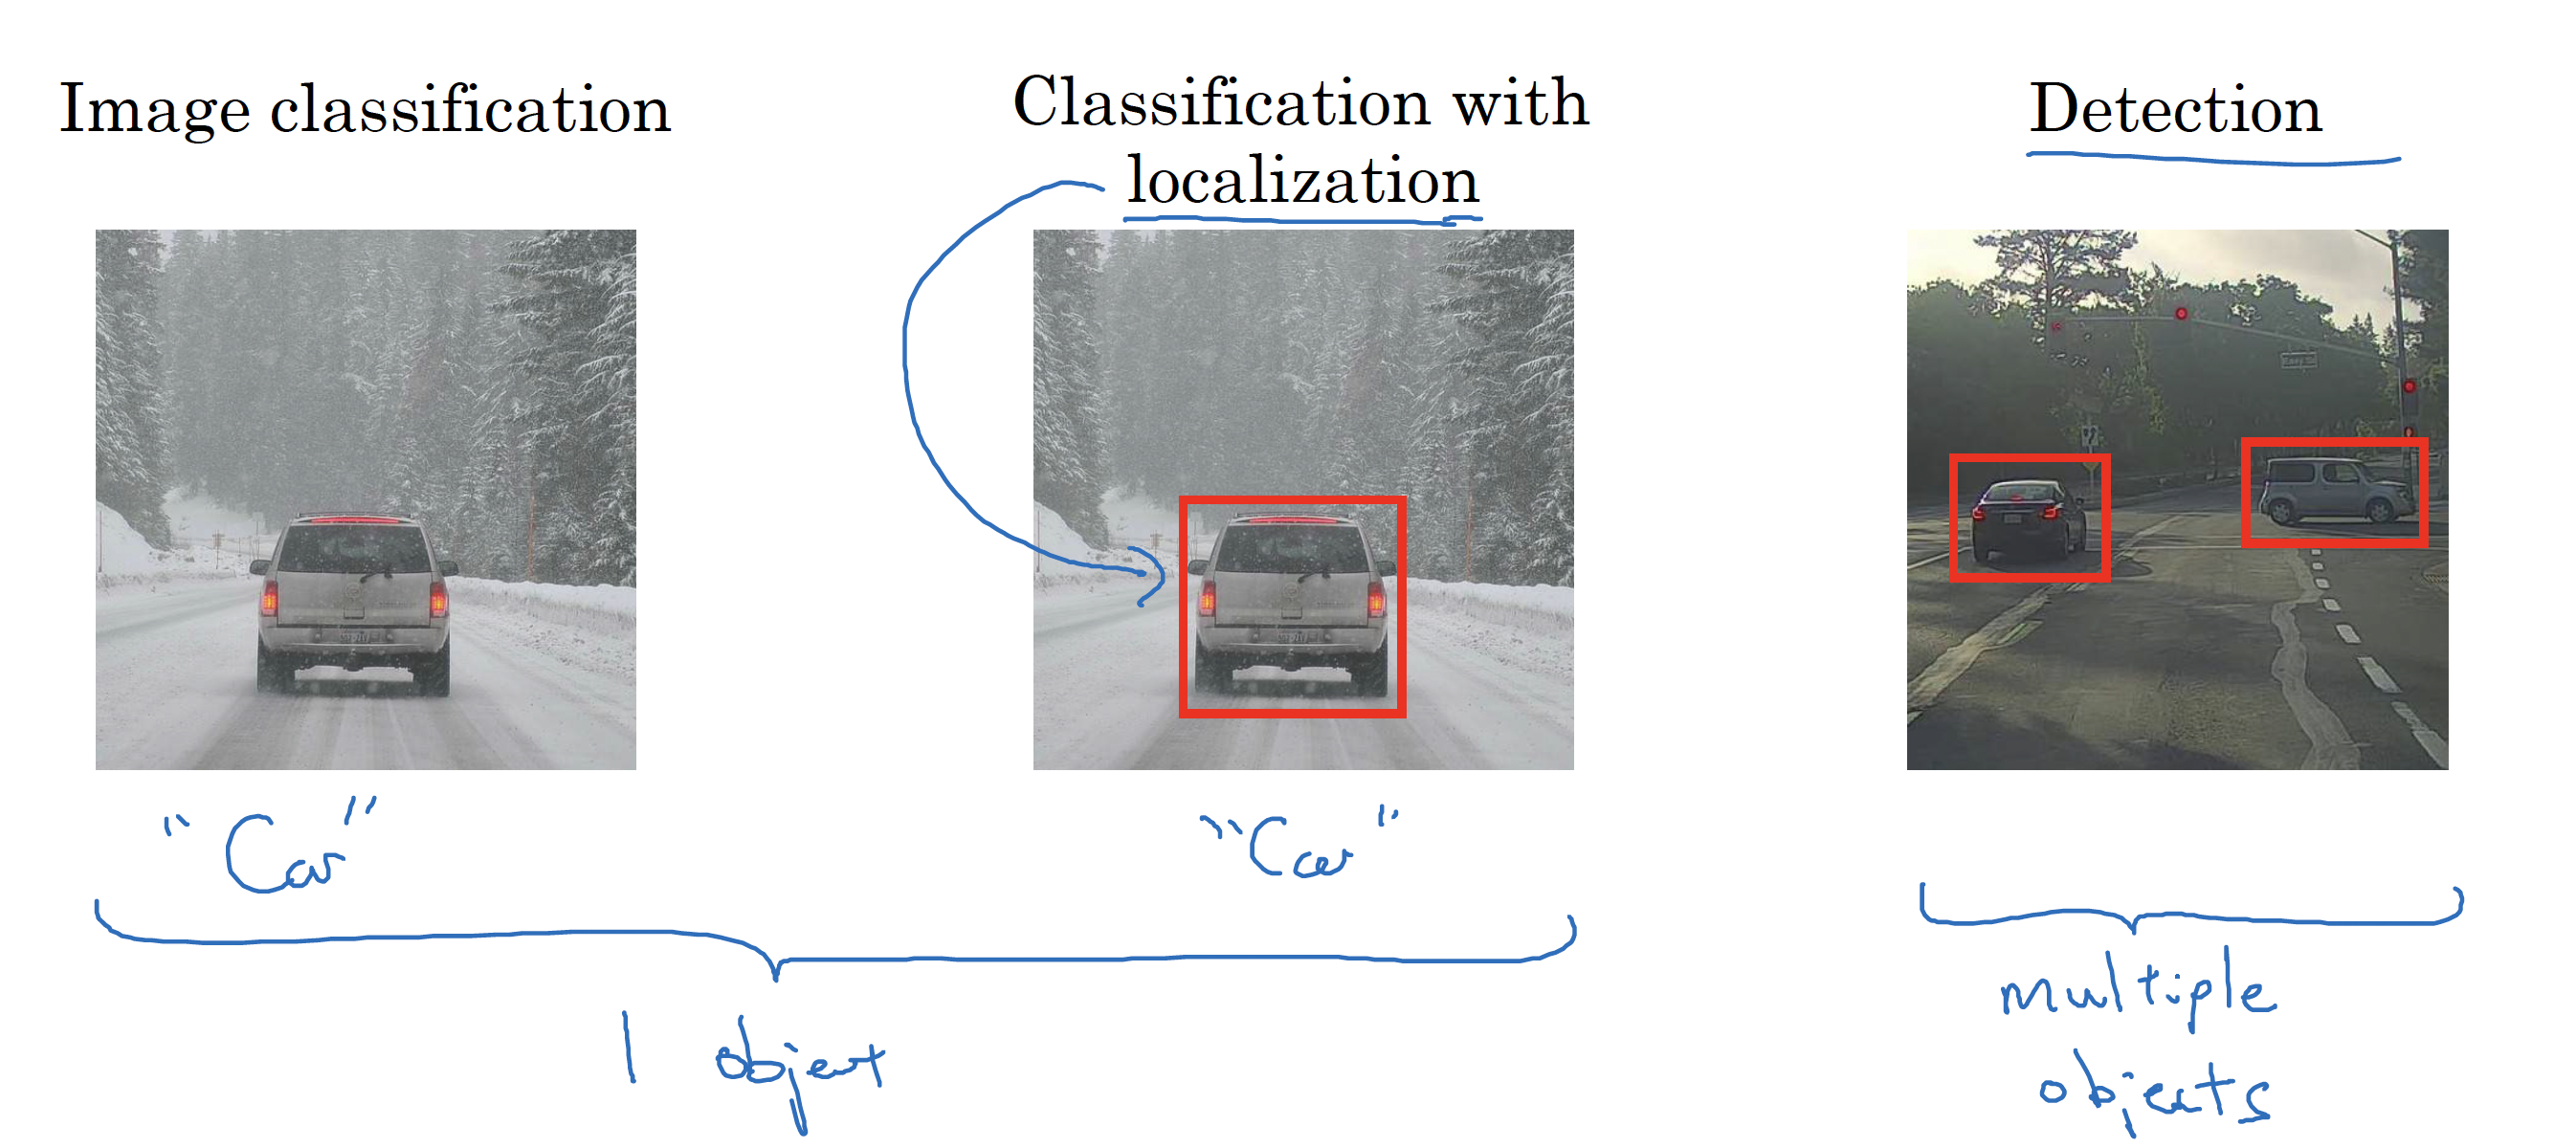 Image classification
Classification with
localization
Detection
"Car"
"Car"
1 object
multiple
objects